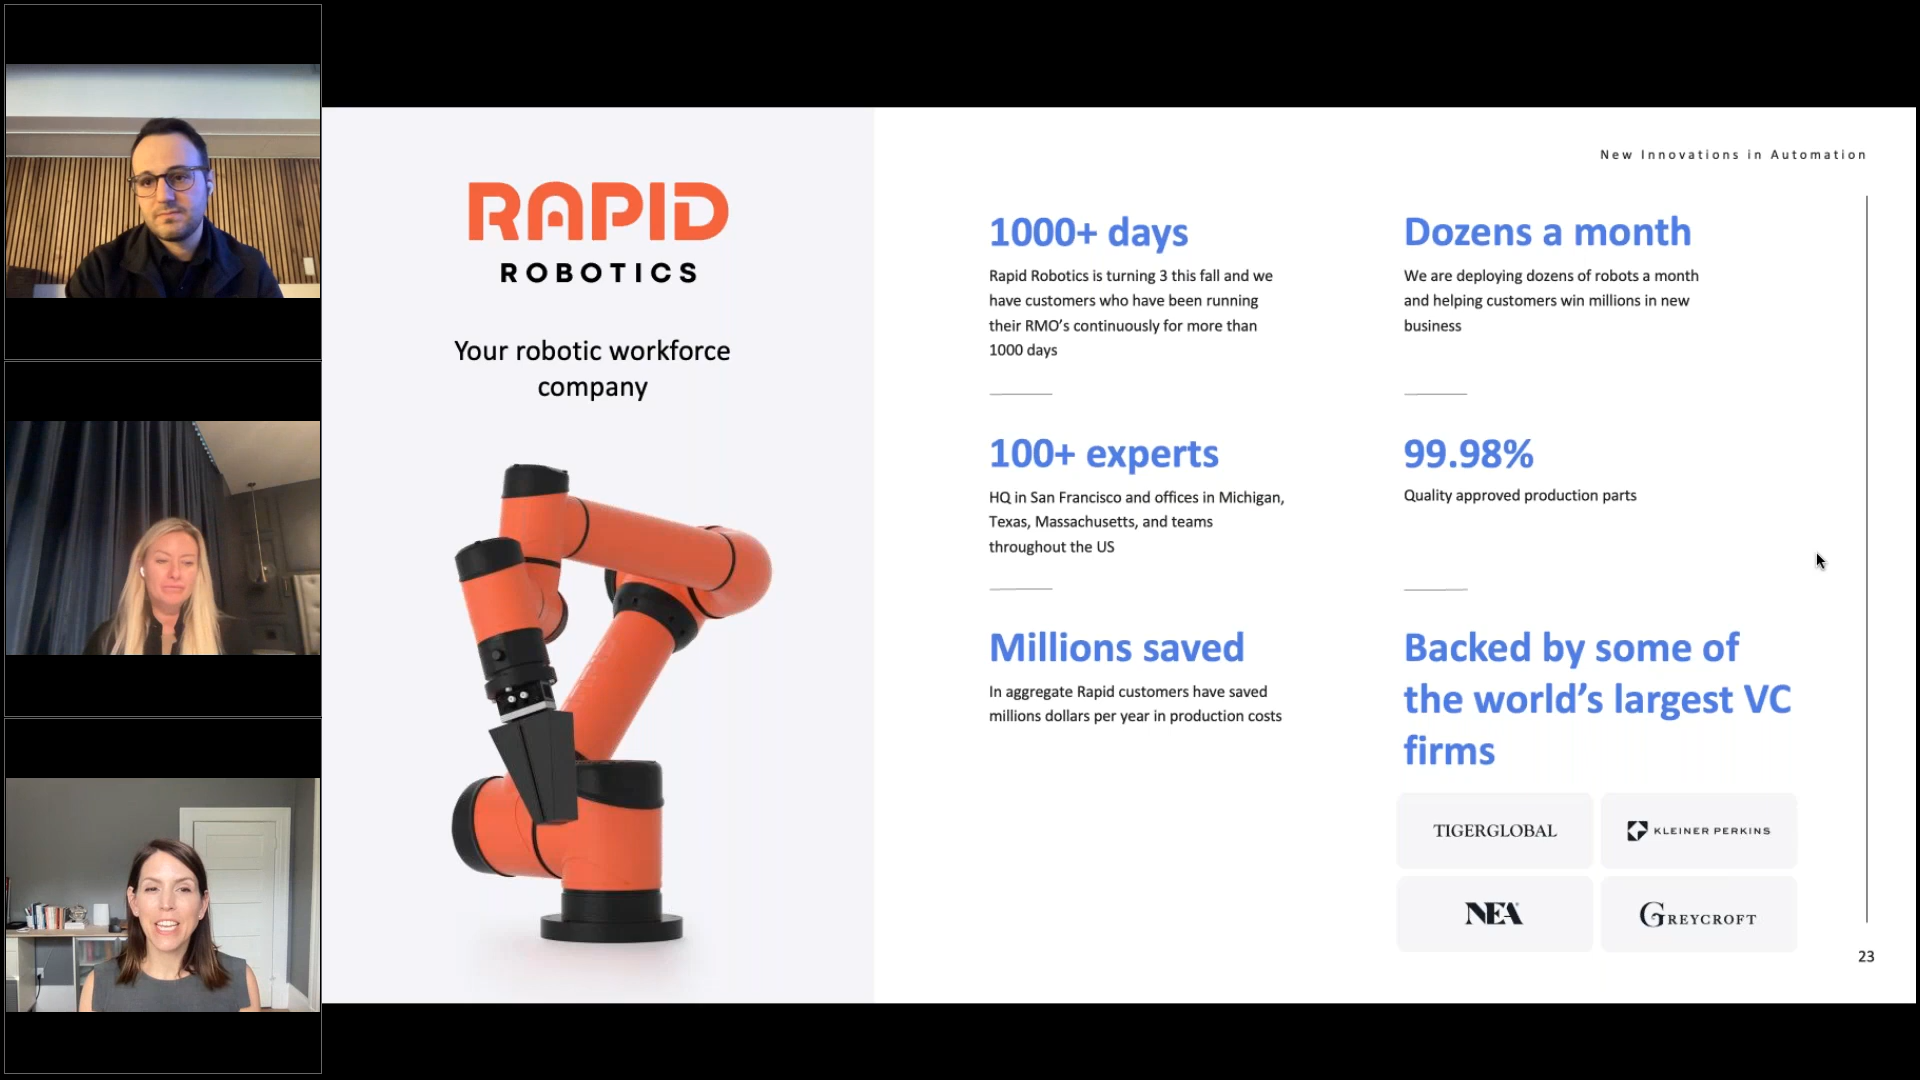 RAPID
ROBOTICS
Your robotic workforce
company
New Innovations in Automation
1000+ days
Rapid Robotics is turning 3 this fall and we
have customers who have been running
their RMO's continuously for more than
1000 days
Dozens a month
We are deploying dozens of robots a month
and helping customers win millions in new
business
100+ experts
HQ in San Francisco and offices in Michigan,
Texas, Massachusetts, and teams
throughout the US
99.98%
Quality approved production parts
Millions saved
In aggregate Rapid customers have saved
millions dollars per year in production costs
Backed by some of
the world’s largest VC
firms
TIGERGLOBAL
KLEINER PERKINS
NEA
GREYCROFT
23